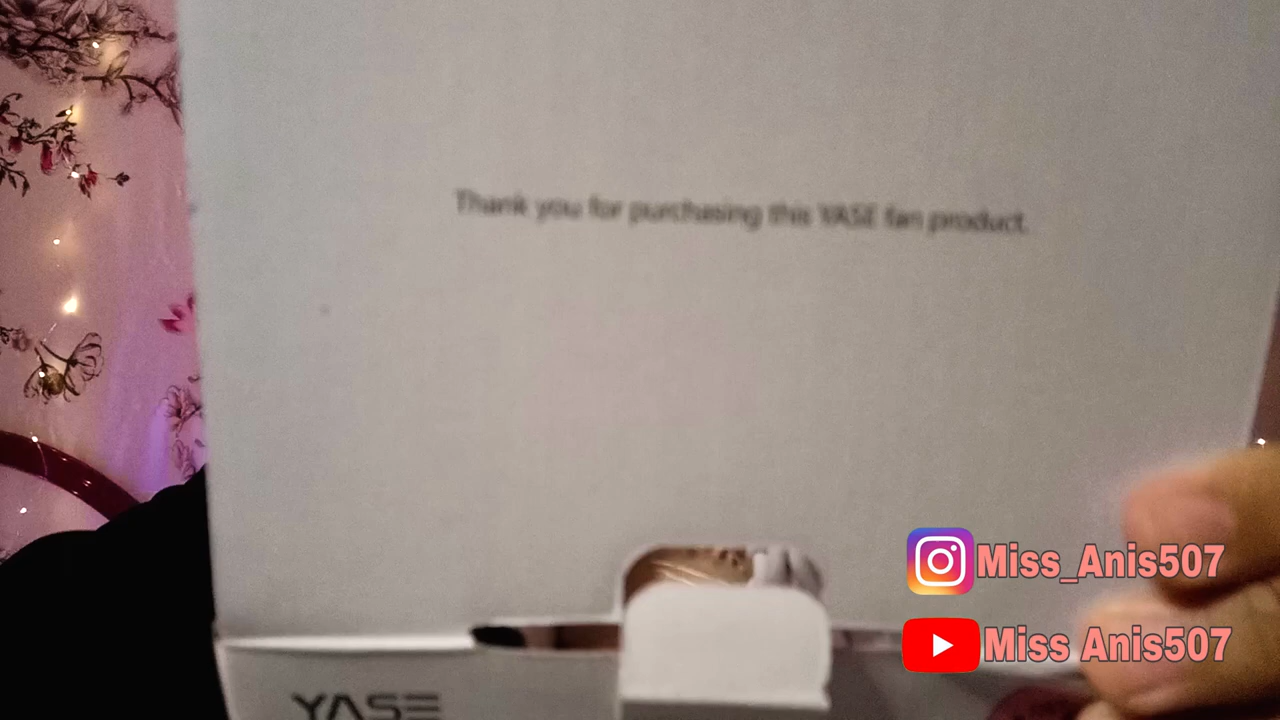 Thank you for purchasing this YASE fan product.
Miss_Anis507
Miss Anis507
YASE